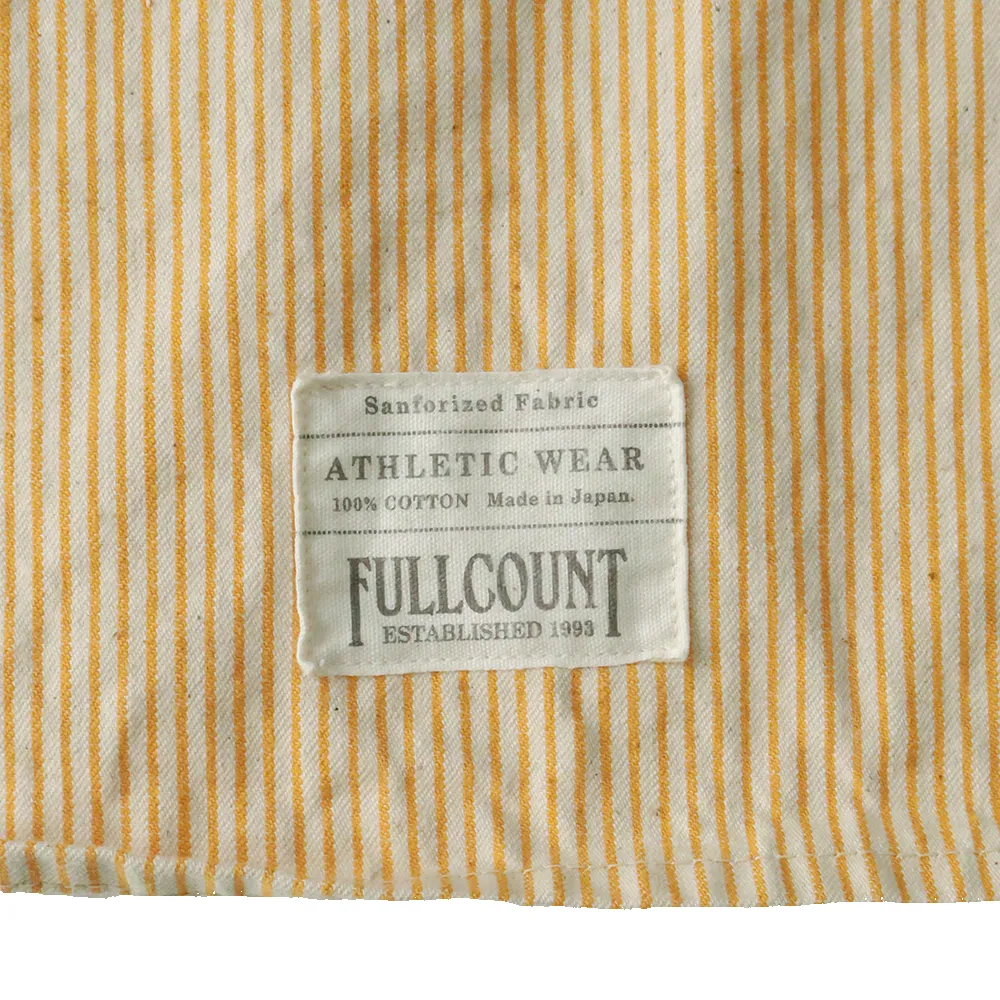 Sanforized Fabric
ATHLETIC WEAR
100% COTTON Made in Japan.
FULLCOUNT
ESTABLISHED 1993